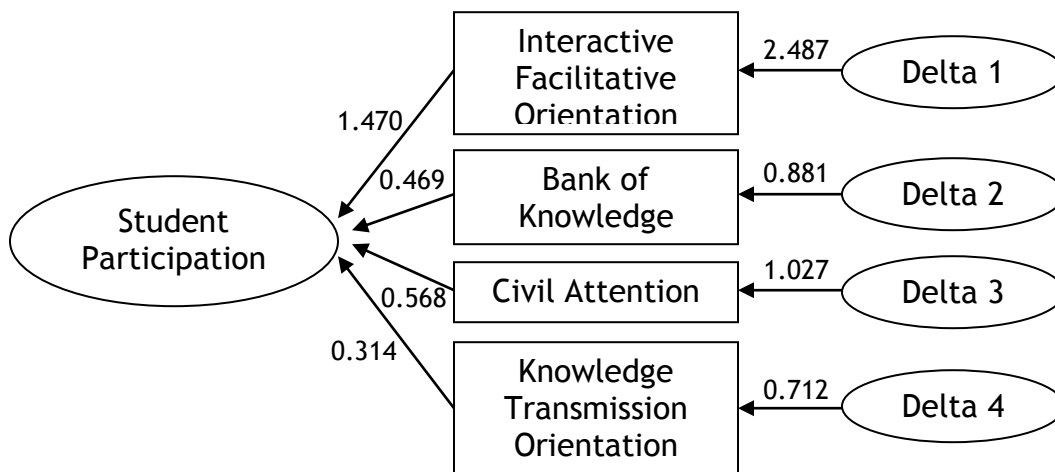 Interactive
Facilitative
Orientation
2.487
Delta 1
1.470
0.469
Bank of
Knowledge
0.881
Delta 2
Student
Participation
Civil Attention
1.027
Delta 3
0.568
0.314
Knowledge
Transmission
Orientation
0.712
Delta 4